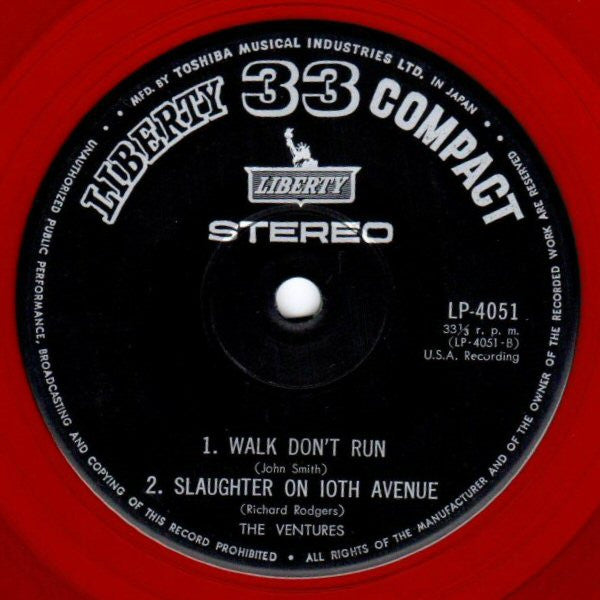 • • MFD. BY TOSHIBA MUSICAL INDUSTRIES LTD. IN JAPAN • •
LIBERTY 33 COMPACT
LIBERTY
STEREO
LP-4051
33⅓ r. p. m.
(LP-4051-B)
U.S.A. Recording
1. WALK DON'T RUN
(John Smith)
2. SLAUGHTER ON 10TH AVENUE
(Richard Rodgers)
THE VENTURES
UNAUTHORIZED PUBLIC PERFORMANCE, BROADCASTING AND COPYING OF THIS RECORD PROHIBITED • ALL RIGHTS OF THE MANUFACTURER AND OF THE OWNER OF THE RECORDED WORK ARE RESERVED